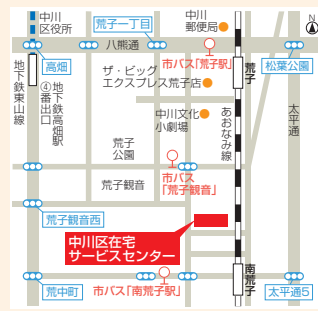 中川
区役所
荒子一丁目
中川
郵便局
N
八熊通
市バス「荒子駅」
高畑
松葉公園
ザ・ビッグ
エクスプレス荒子店
荒子
地下鉄東山線
地下鉄高畑駅
④番出口
中川文化
小劇場
あおなみ線
太平通
荒子
公園
荒子観音
市バス
「荒子観音」
荒子観音西
中川区在宅
サービスセンター
南荒子
荒中町
市バス「南荒子駅」
太平通5